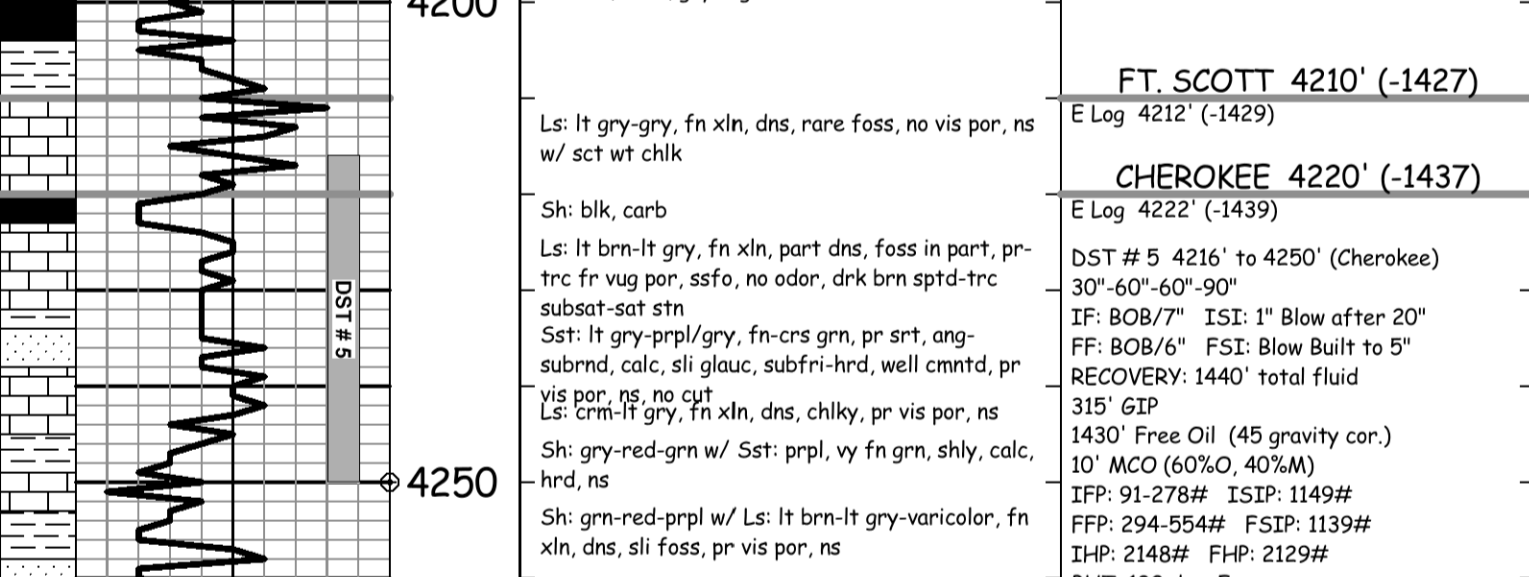 4200
FT. SCOTT 4210' (-1427)
E Log 4212' (-1429)
Ls: lt gry-gry, fn xln, dns, rare foss, no vis por, ns
w/ sct wt chlk
CHEROKEE 4220' (-1437)
E Log 4222' (-1439)
Sh: blk, carb
Ls: lt brn-lt gry, fn xln, part dns, foss in part, pr-
trc fr vug por, ssfo, no odor, drk brn sptd-trc
subsat-sat stn
Sst: lt gry-prpl/gry, fn-crs grn, pr srt, ang-
subrnd, calc, sli glauc, subfri-hrd, well cmntd, pr
vis por, ns, no cut
Ls: crm-lt gry, fn xln, dns, chlky, pr vis por, ns
Sh: gry-red-grn w/ Sst: prpl, vy fn grn, shly, calc,
hrd, ns
Sh: grn-red-prpl w/ Ls: lt brn-lt gry-varicolor, fn
xln, dns, sli foss, pr vis por, ns
DST # 5
4250
DST # 5 4216' to 4250' (Cherokee)
30"-60"-60"-90"
IF: BOB/7" ISI: 1" Blow after 20"
FF: BOB/6" FSI: Blow Built to 5"
RECOVERY: 1440' total fluid
315' GIP
1430' Free Oil (45 gravity cor.)
10' MCO (60%O, 40%M)
IFP: 91-278# ISIP: 1149#
FFP: 294-554# FSIP: 1139#
IHP: 2148# FHP: 2129#